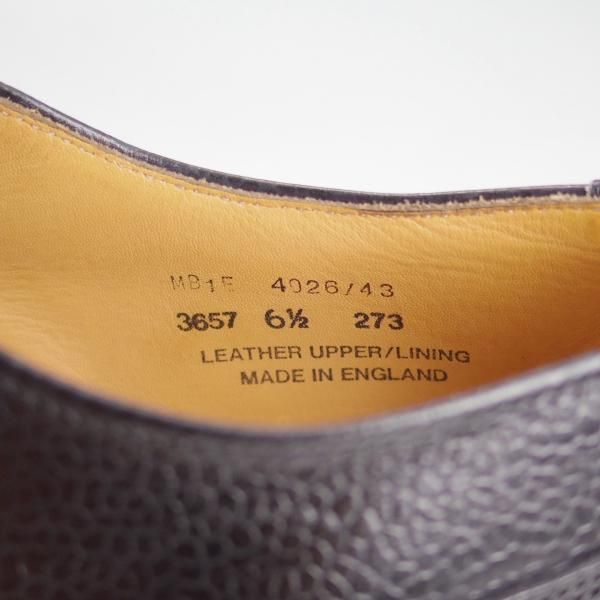 MB1E 4026/43
3657 6½ 273
LEATHER UPPER/LINING
MADE IN ENGLAND